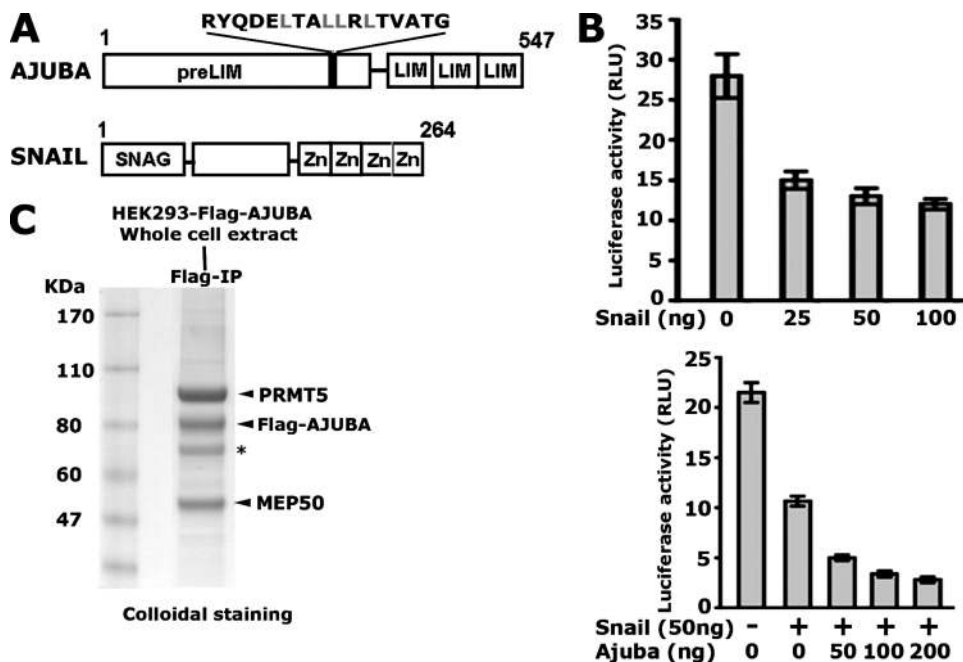 A
RYQDELTALLRLTVATG
1 547
AJUBA preLIM LIM LIM LIM
1 264
SNAIL SNAG Zn Zn Zn Zn
B
Luciferase activity (RLU)
35
30
25
20
15
10
5
0
Snail (ng) 0 25 50 100
Luciferase activity (RLU)
25
20
15
10
5
0
Snail (50ng) - + + + +
Ajuba (ng) 0 0 50 100 200
C
HEK293-Flag-AJUBA
Whole cell extract
Flag-IP
KDa
170
110
PRMT5
80 Flag-AJUBA
*
60
MEP50
47
Colloidal staining